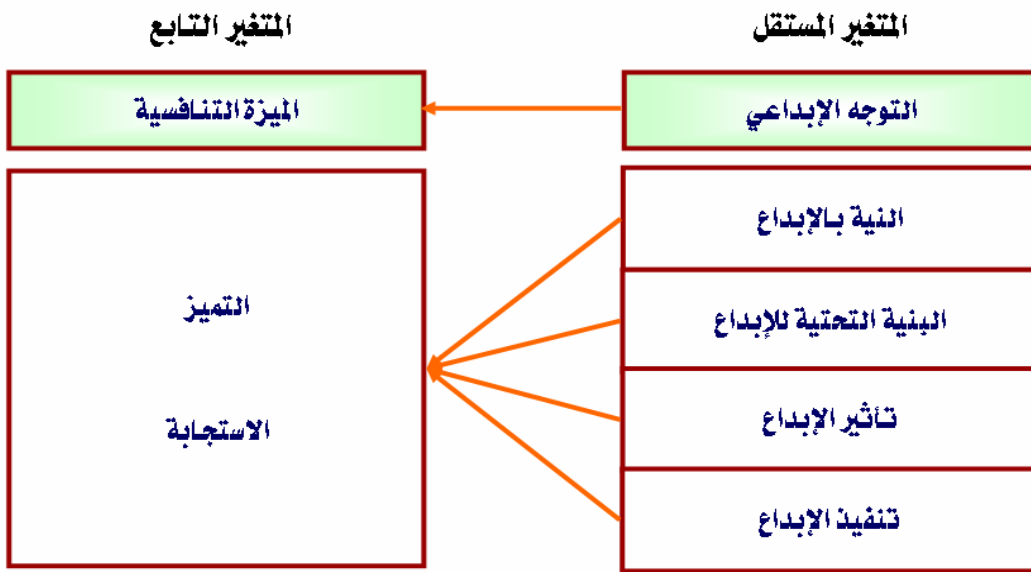 المتغير المستقل
المتغير التابع
التوجه الإبداعي
الميزة التنافسية
النية بالإبداع
البنية التحتية للإبداع
تأثير الإبداع
تنفيذ الإبداع
التميز
الاستجابة